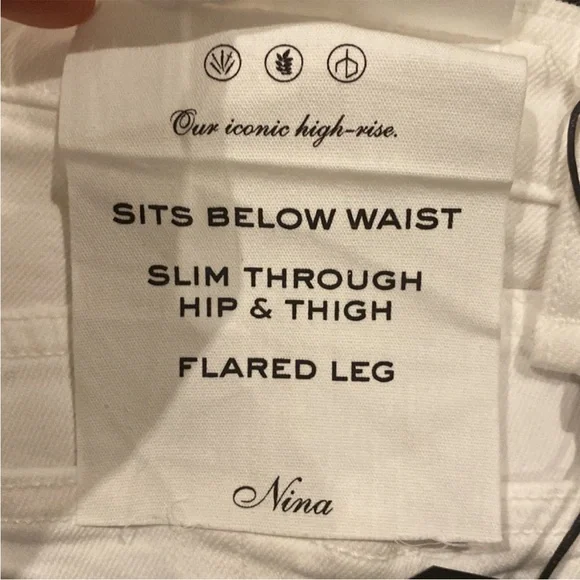 Our iconic high-rise.
SITS BELOW WAIST
SLIM THROUGH
HIP & THIGH
FLARED LEG
Nina